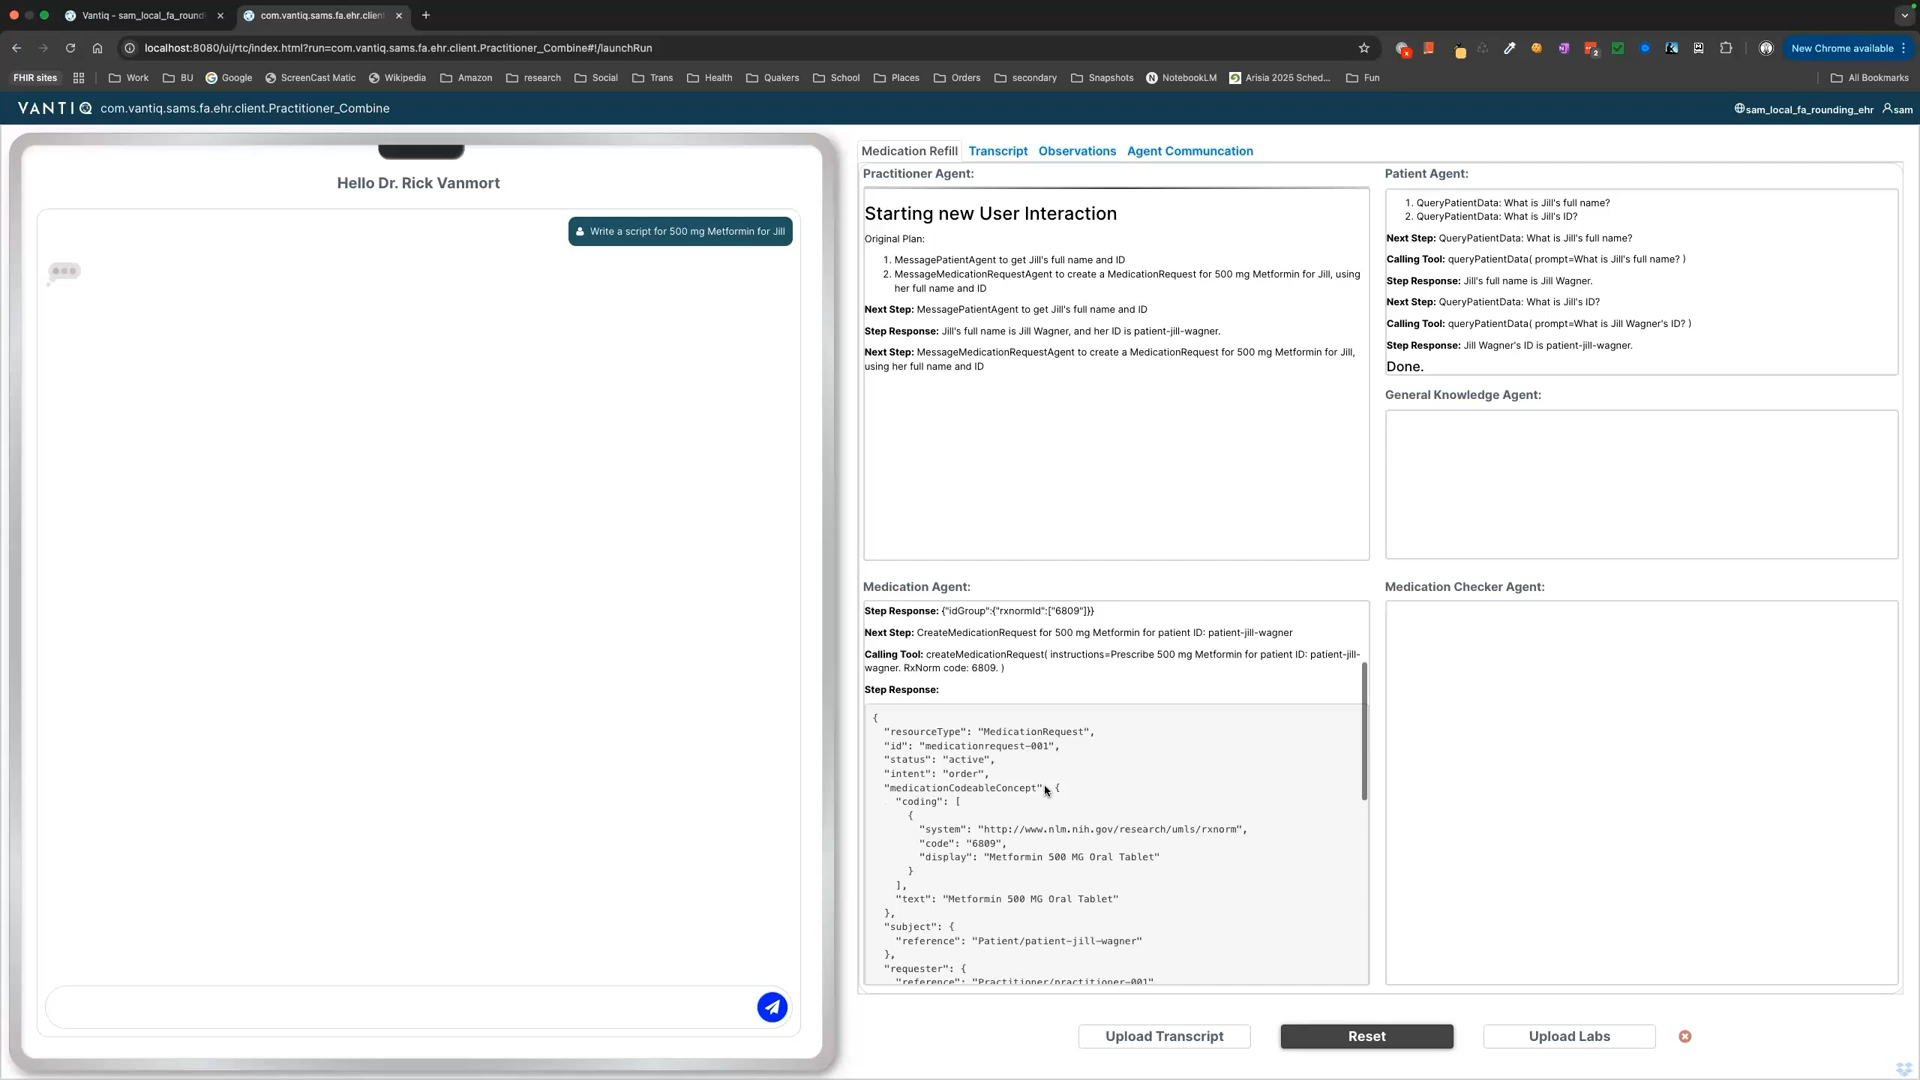 Vantiq - sam_local_fa_round
com.vantiq.sams.fa.ehr.clien
localhost:8080/ui/rtc/index.html?run=com.vantiq.sams.fa.ehr.client.Practitioner_Combine#!/launchRun
New Chrome available
FHIR sites
Work
BU
Google
ScreenCast Matic
Wikipedia
Amazon
research
Social
Trans
Health
Quakers
School
Places
Orders
secondary
Snapshots
NotebookLM
Arisia 2025 Sched...
Fun
All Bookmarks
VANTIQ com.vantiq.sams.fa.ehr.client.Practitioner_Combine
sam_local_fa_rounding_ehr
sam
Hello Dr. Rick Vanmort
Write a script for 500 mg Metformin for Jill
Medication Refill
Transcript
Observations
Agent Communcation
Practitioner Agent:
Starting new User Interaction
Original Plan:
1. MessagePatientAgent to get Jill's full name and ID
2. MessageMedicationRequestAgent to create a MedicationRequest for 500 mg Metformin for Jill, using
her full name and ID
Next Step: MessagePatientAgent to get Jill's full name and ID
Step Response: Jill's full name is Jill Wagner, and her ID is patient-jill-wagner.
Next Step: MessageMedicationRequestAgent to create a MedicationRequest for 500 mg Metformin for Jill,
using her full name and ID
Patient Agent:
1. QueryPatientData: What is Jill's full name?
2. QueryPatientData: What is Jill's ID?
Next Step: QueryPatientData: What is Jill's full name?
Calling Tool: queryPatientData( prompt=What is Jill's full name? )
Step Response: Jill's full name is Jill Wagner.
Next Step: QueryPatientData: What is Jill's ID?
Calling Tool: queryPatientData( prompt=What is Jill Wagner's ID? )
Step Response: Jill Wagner's ID is patient-jill-wagner.
Done.
General Knowledge Agent:
Medication Agent:
Step Response: {"idGroup":{"rxnormId":["6809"]}}
Next Step: CreateMedicationRequest for 500 mg Metformin for patient ID: patient-jill-wagner
Calling Tool: createMedicationRequest( instructions=Prescribe 500 mg Metformin for patient ID: patient-jill-
wagner. RxNorm code: 6809. )
Step Response:
{
"resourceType": "MedicationRequest",
"id": "medicationrequest-001",
"status": "active",
"intent": "order",
"medicationCodeableConcept": {
"coding": [
{
"system": "http://www.nlm.nih.gov/research/umls/rxnorm",
"code": "6809",
"display": "Metformin 500 MG Oral Tablet"
}
],
"text": "Metformin 500 MG Oral Tablet"
},
"subject": {
"reference": "Patient/patient-jill-wagner"
},
"requester": {
"reference": "Practitioner/practitioner-001"
Medication Checker Agent:
Upload Transcript
Reset
Upload Labs